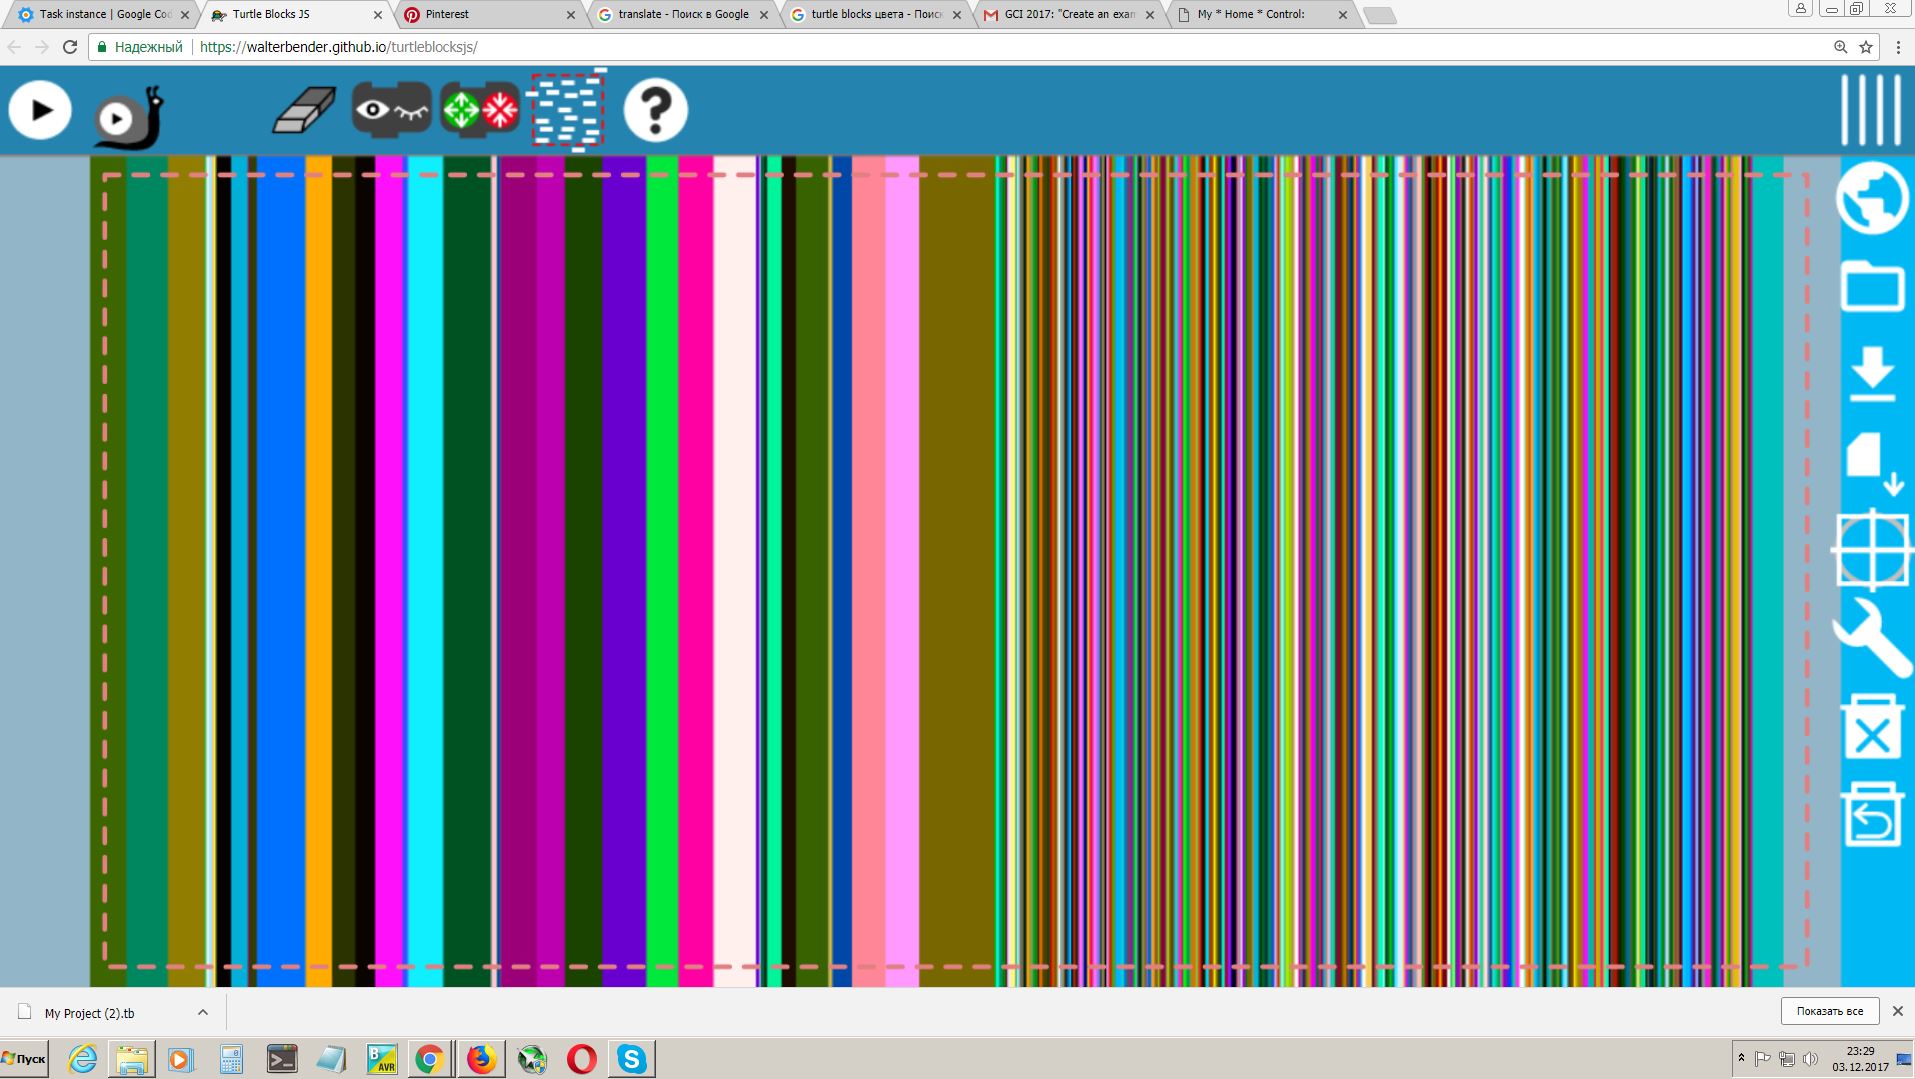 Task instance | Google Cod
Turtle Blocks JS
Pinterest
translate - Поиск в Google
turtle blocks цвета - Поиск
GCI 2017: "Create an exam
My * Home * Control:
Надежный
https://walterbender.github.io/turtleblocksjs/
?
My Project (2).tb
Показать все
Пуск
B
AVR
23:29
03.12.2017